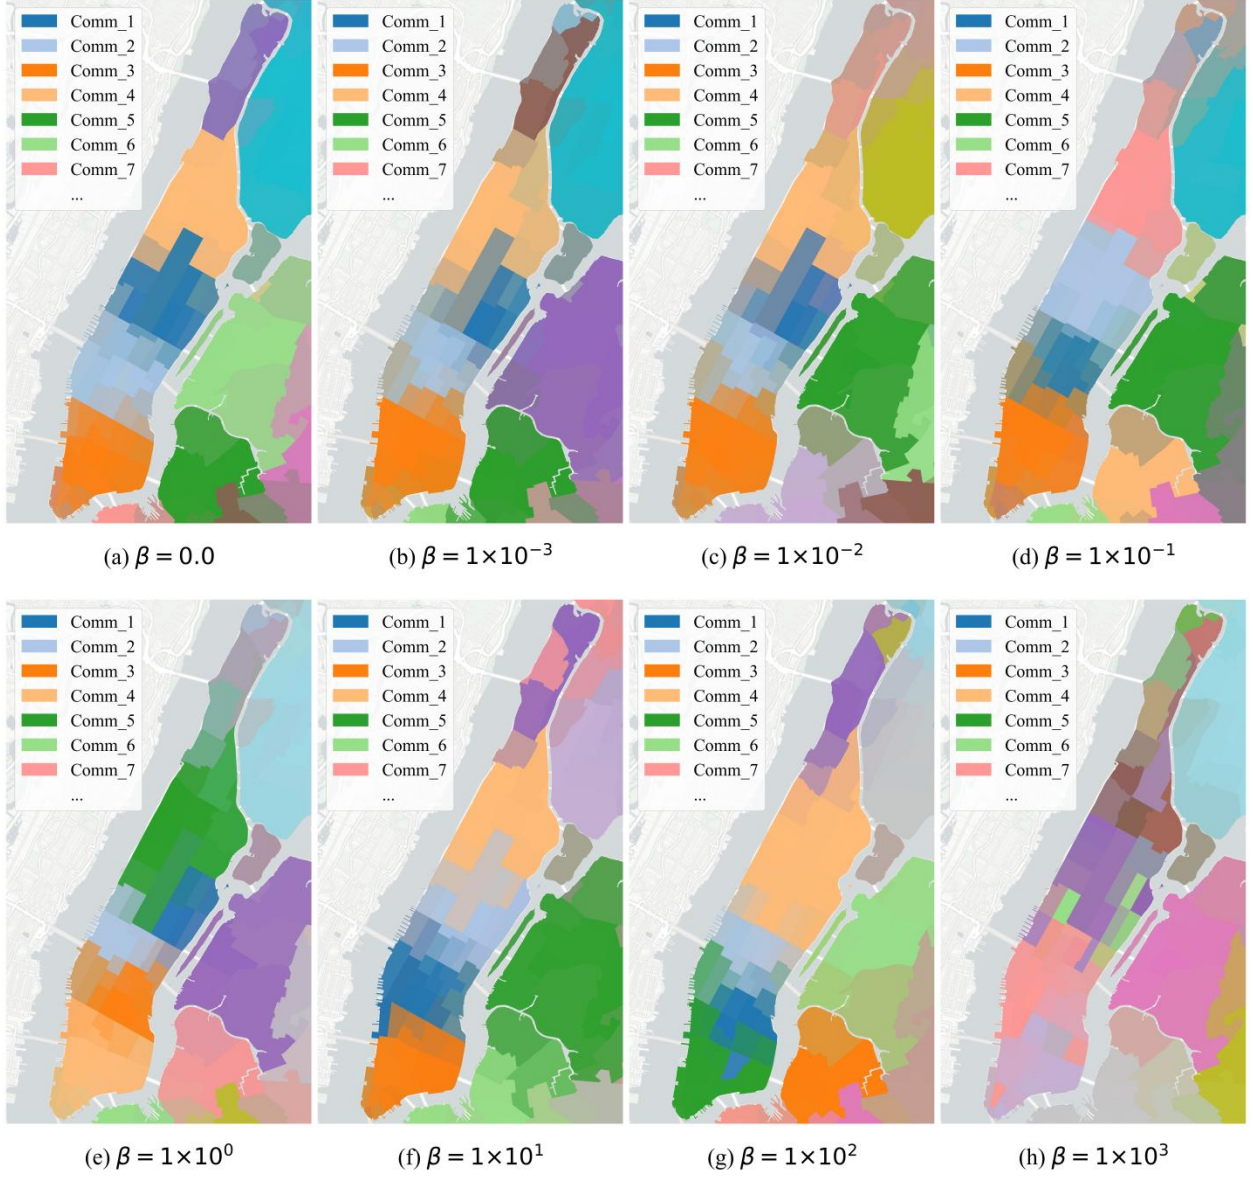 Comm_1
Comm_2
Comm_3
Comm_4
Comm_5
Comm_6
Comm_7
...
(a) β = 0.0
Comm_1
Comm_2
Comm_3
Comm_4
Comm_5
Comm_6
Comm_7
...
(b) β = 1×10⁻³
Comm_1
Comm_2
Comm_3
Comm_4
Comm_5
Comm_6
Comm_7
...
(c) β = 1×10⁻²
Comm_1
Comm_2
Comm_3
Comm_4
Comm_5
Comm_6
Comm_7
...
(d) β = 1×10⁻¹
Comm_1
Comm_2
Comm_3
Comm_4
Comm_5
Comm_6
Comm_7
...
(e) β = 1×10⁰
Comm_1
Comm_2
Comm_3
Comm_4
Comm_5
Comm_6
Comm_7
...
(f) β = 1×10¹
Comm_1
Comm_2
Comm_3
Comm_4
Comm_5
Comm_6
Comm_7
...
(g) β = 1×10²
Comm_1
Comm_2
Comm_3
Comm_4
Comm_5
Comm_6
Comm_7
...
(h) β = 1×10³